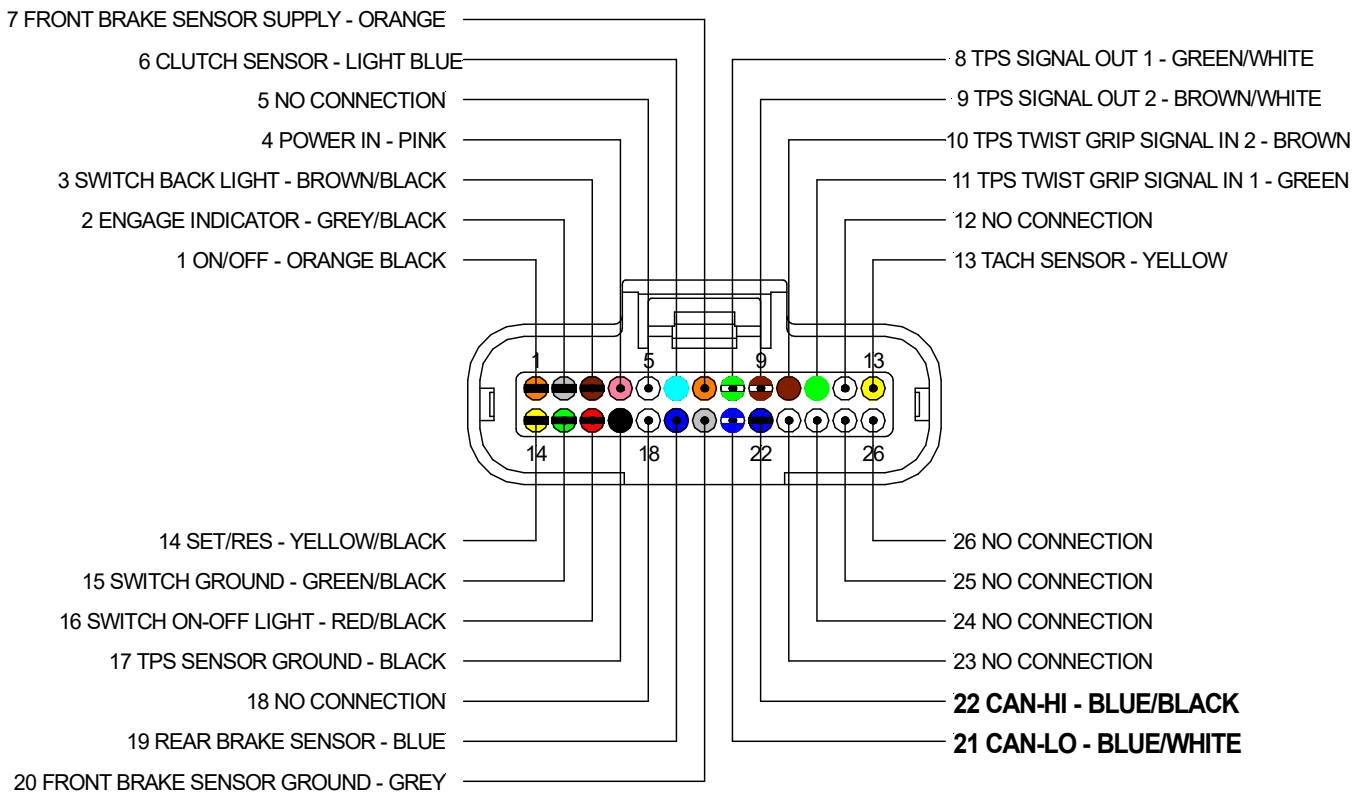 7 FRONT BRAKE SENSOR SUPPLY - ORANGE
6 CLUTCH SENSOR - LIGHT BLUE
5 NO CONNECTION
4 POWER IN - PINK
3 SWITCH BACK LIGHT - BROWN/BLACK
2 ENGAGE INDICATOR - GREY/BLACK
1 ON/OFF - ORANGE BLACK
8 TPS SIGNAL OUT 1 - GREEN/WHITE
9 TPS SIGNAL OUT 2 - BROWN/WHITE
10 TPS TWIST GRIP SIGNAL IN 2 - BROWN
11 TPS TWIST GRIP SIGNAL IN 1 - GREEN
12 NO CONNECTION
13 TACH SENSOR - YELLOW
1 5 9 13
14 18 22 26
14 SET/RES - YELLOW/BLACK
15 SWITCH GROUND - GREEN/BLACK
16 SWITCH ON-OFF LIGHT - RED/BLACK
17 TPS SENSOR GROUND - BLACK
18 NO CONNECTION
19 REAR BRAKE SENSOR - BLUE
20 FRONT BRAKE SENSOR GROUND - GREY
26 NO CONNECTION
25 NO CONNECTION
24 NO CONNECTION
23 NO CONNECTION
22 CAN-HI - BLUE/BLACK
21 CAN-LO - BLUE/WHITE